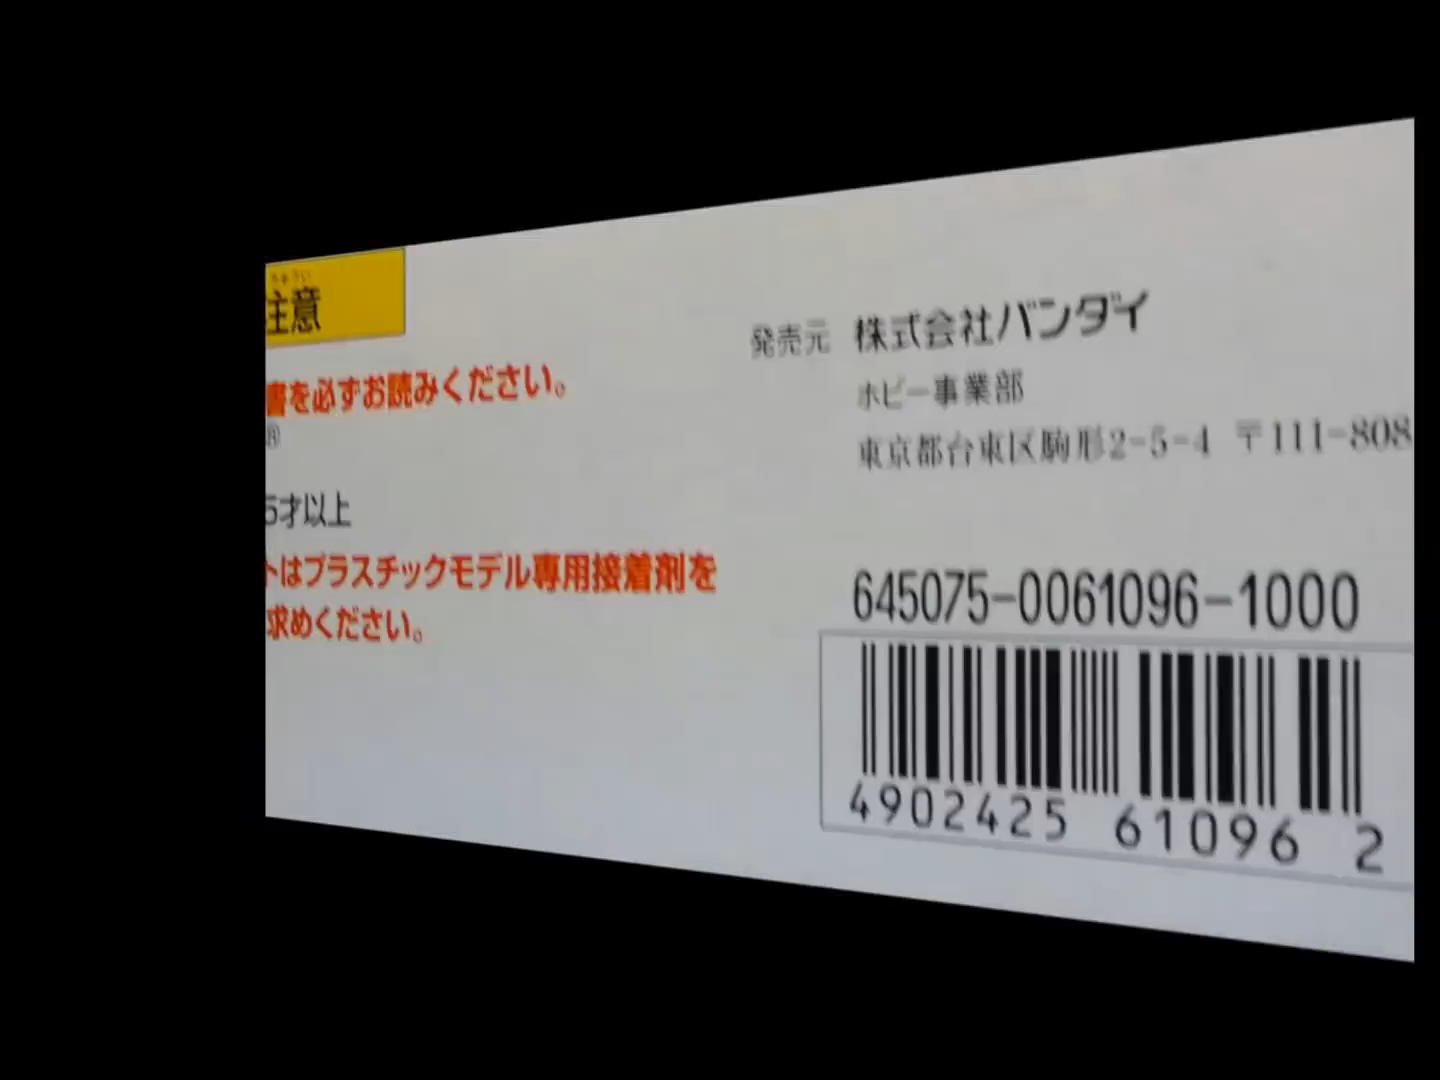 ちゅうい
注意
書を必ずお読みください。
5才以上
トはプラスチックモデル専用接着剤を
求めください。
発売元 株式会社バンダイ
ホビー事業部
東京都台東区駒形2-5-4 〒111-808
645075-0061096-1000
4902425 61096 2